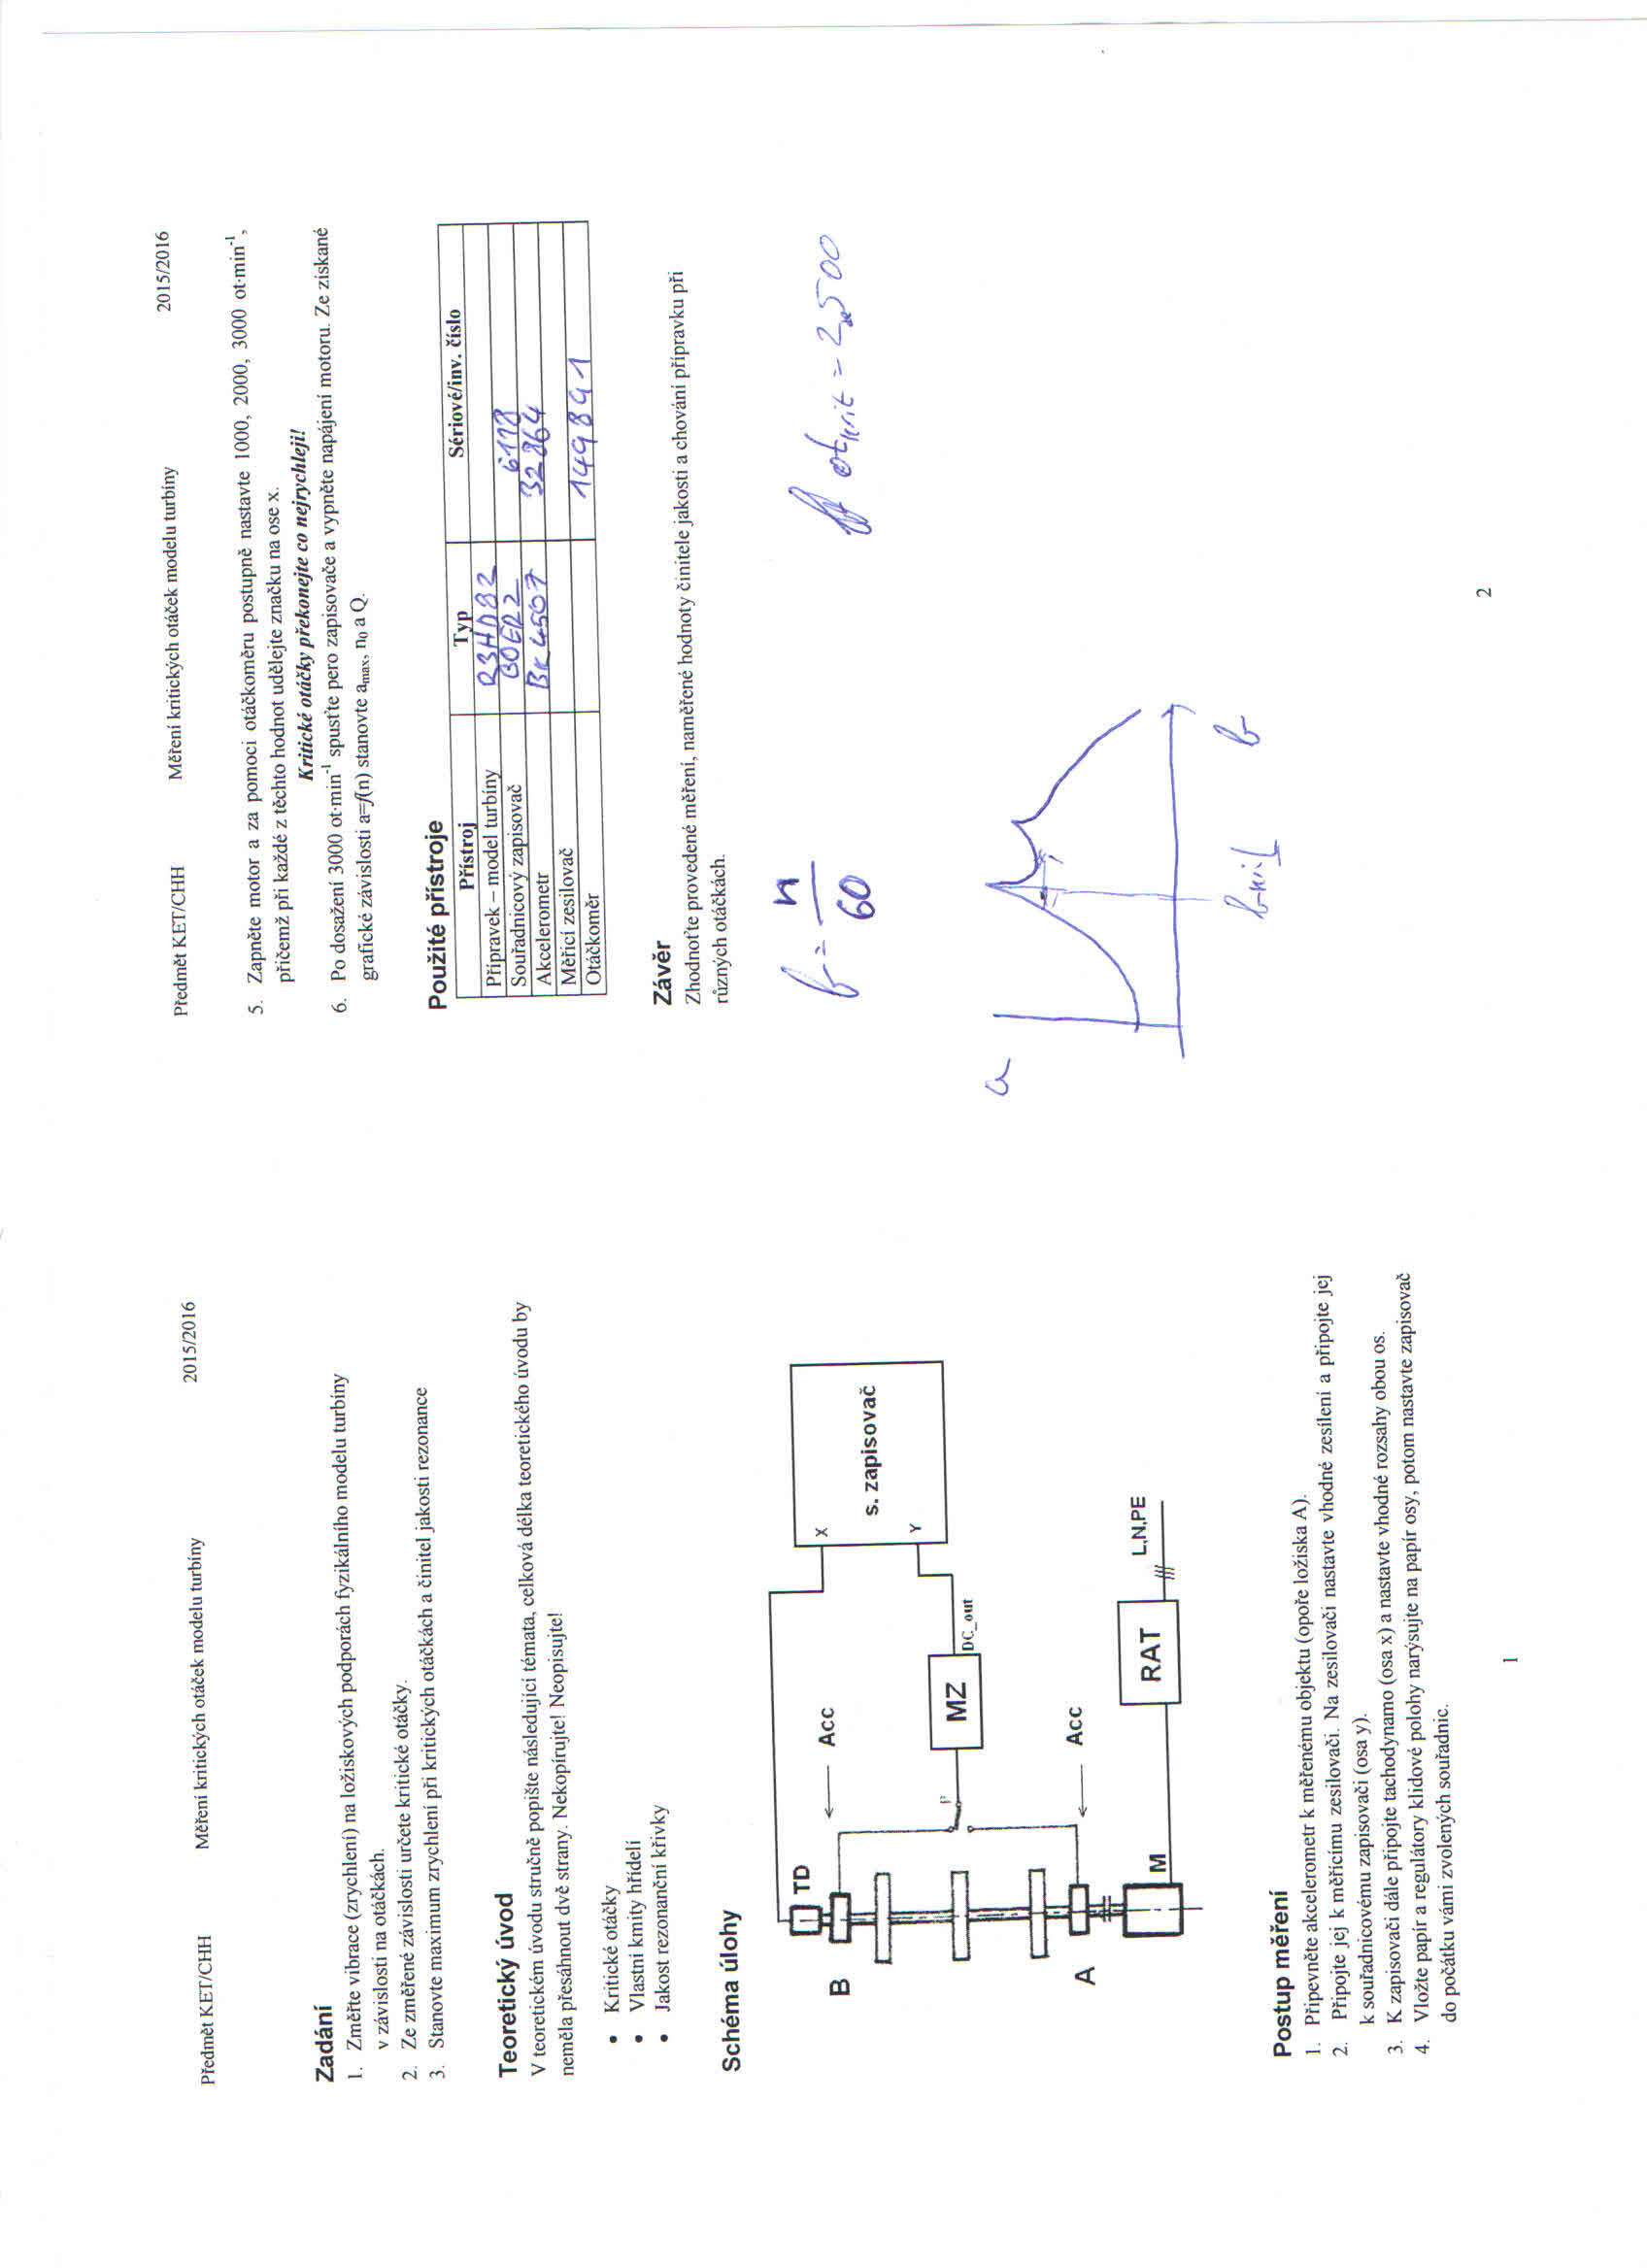 Předmět KET/CHH Měření kritických otáček modelu turbíny 2015/2016
Zadání
1. Změřte vibrace (zrychlení) na ložiskových podporách fyzikálního modelu turbíny
v závislosti na otáčkách.
2. Ze změřené závislosti určete kritické otáčky.
3. Stanovte maximum zrychlení při kritických otáčkách a činitel jakosti rezonance
Teoretický úvod
V teoretickém úvodu stručně popište následující témata, celková délka teoretického úvodu by
neměla přesáhnout dvě strany. Nekopírujte! Neopisujte!
• Kritické otáčky
• Vlastní kmity hřídelí
• Jakost rezonanční křivky
Schéma úlohy
B
TD
Acc
X
s. zapisovač
Y
MZ
DC_out
P
Acc
A
M
RAT
L,N,PE
Postup měření
1. Připevněte akcelerometr k měřenému objektu (opoře ložiska A).
2. Připojte jej k měřícímu zesilovači. Na zesilovači nastavte vhodné zesílení a připojte jej
k souřadnicovému zapisovači (osa y).
3. K zapisovači dále připojte tachodynamo (osa x) a nastavte vhodné rozsahy obou os.
4. Vložte papír a regulátory klidové polohy narýsujte na papír osy, potom nastavte zapisovač
do počátku vámi zvolených souřadnic.
1
Předmět KET/CHH Měření kritických otáček modelu turbíny 2015/2016
5. Zapněte motor a za pomoci otáčkoměru postupně nastavte 1000, 2000, 3000 ot·min⁻¹,
přičemž při každé z těchto hodnot udělejte značku na ose x.
Kritické otáčky překonejte co nejrychleji!
6. Po dosažení 3000 ot·min⁻¹ spusťte pero zapisovače a vypněte napájení motoru. Ze získané
grafické závislosti a=f(n) stanovte a_max, n₀ a Q.
Použité přístroje
Přístroj Typ Sériové/inv. číslo
Přípravek – model turbíny
Souřadnicový zapisovač
Akcelerometr BK 4507 32864
Měřicí zesilovač
Otáčkoměr 149891
Závěr
Zhodnoťte provedené měření, naměřené hodnoty činitele jakosti a chování přípravku při
různých otáčkách.
f = n/60
ot krit = 2500
a
f krit
f
2